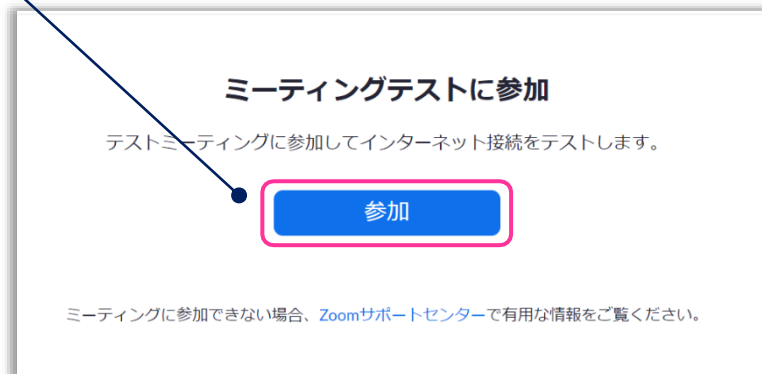 ミーティングテストに参加
テストミーティングに参加してインターネット接続をテストします。
参加
ミーティングに参加できない場合、Zoomサポートセンターで有用な情報をご覧ください。